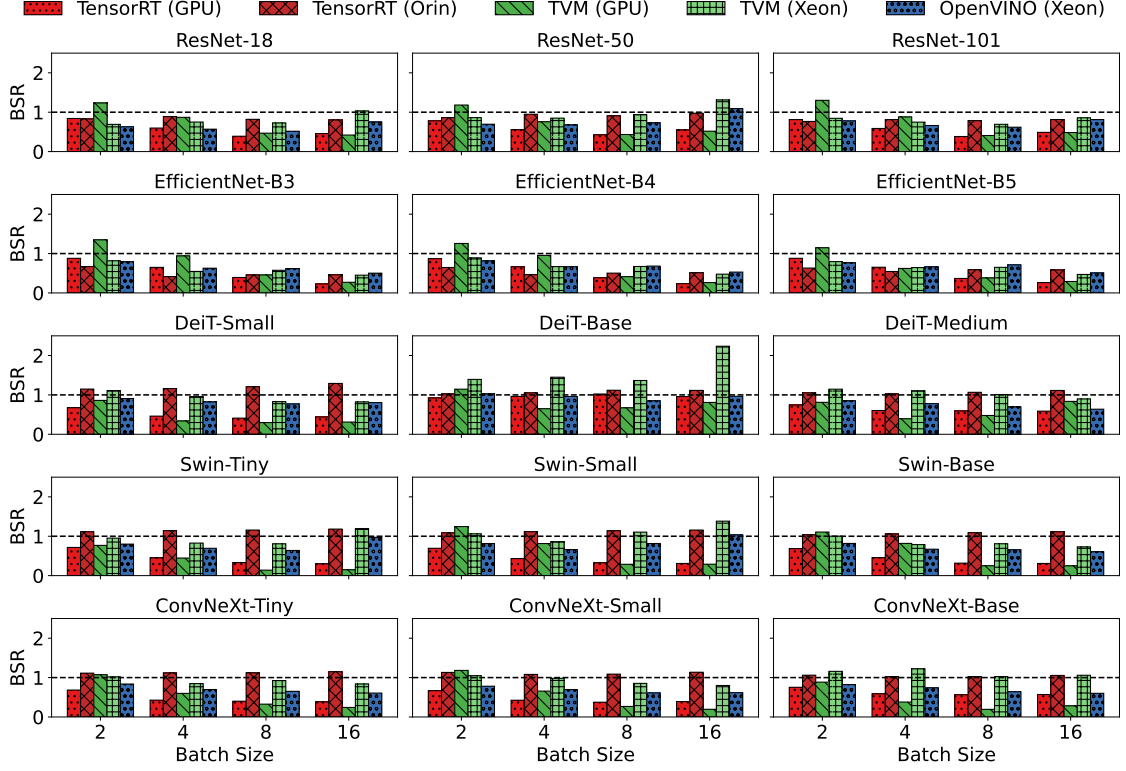 TensorRT (GPU) TensorRT (Orin) TVM (GPU) TVM (Xeon) OpenVINO (Xeon)
ResNet-18 ResNet-50 ResNet-101
2
1
0
BSR
EfficientNet-B3 EfficientNet-B4 EfficientNet-B5
2
1
0
BSR
DeiT-Small DeiT-Base DeiT-Medium
2
1
0
BSR
Swin-Tiny Swin-Small Swin-Base
2
1
0
BSR
ConvNeXt-Tiny ConvNeXt-Small ConvNeXt-Base
2
1
0
BSR
2 4 8 16 2 4 8 16 2 4 8 16
Batch Size Batch Size Batch Size